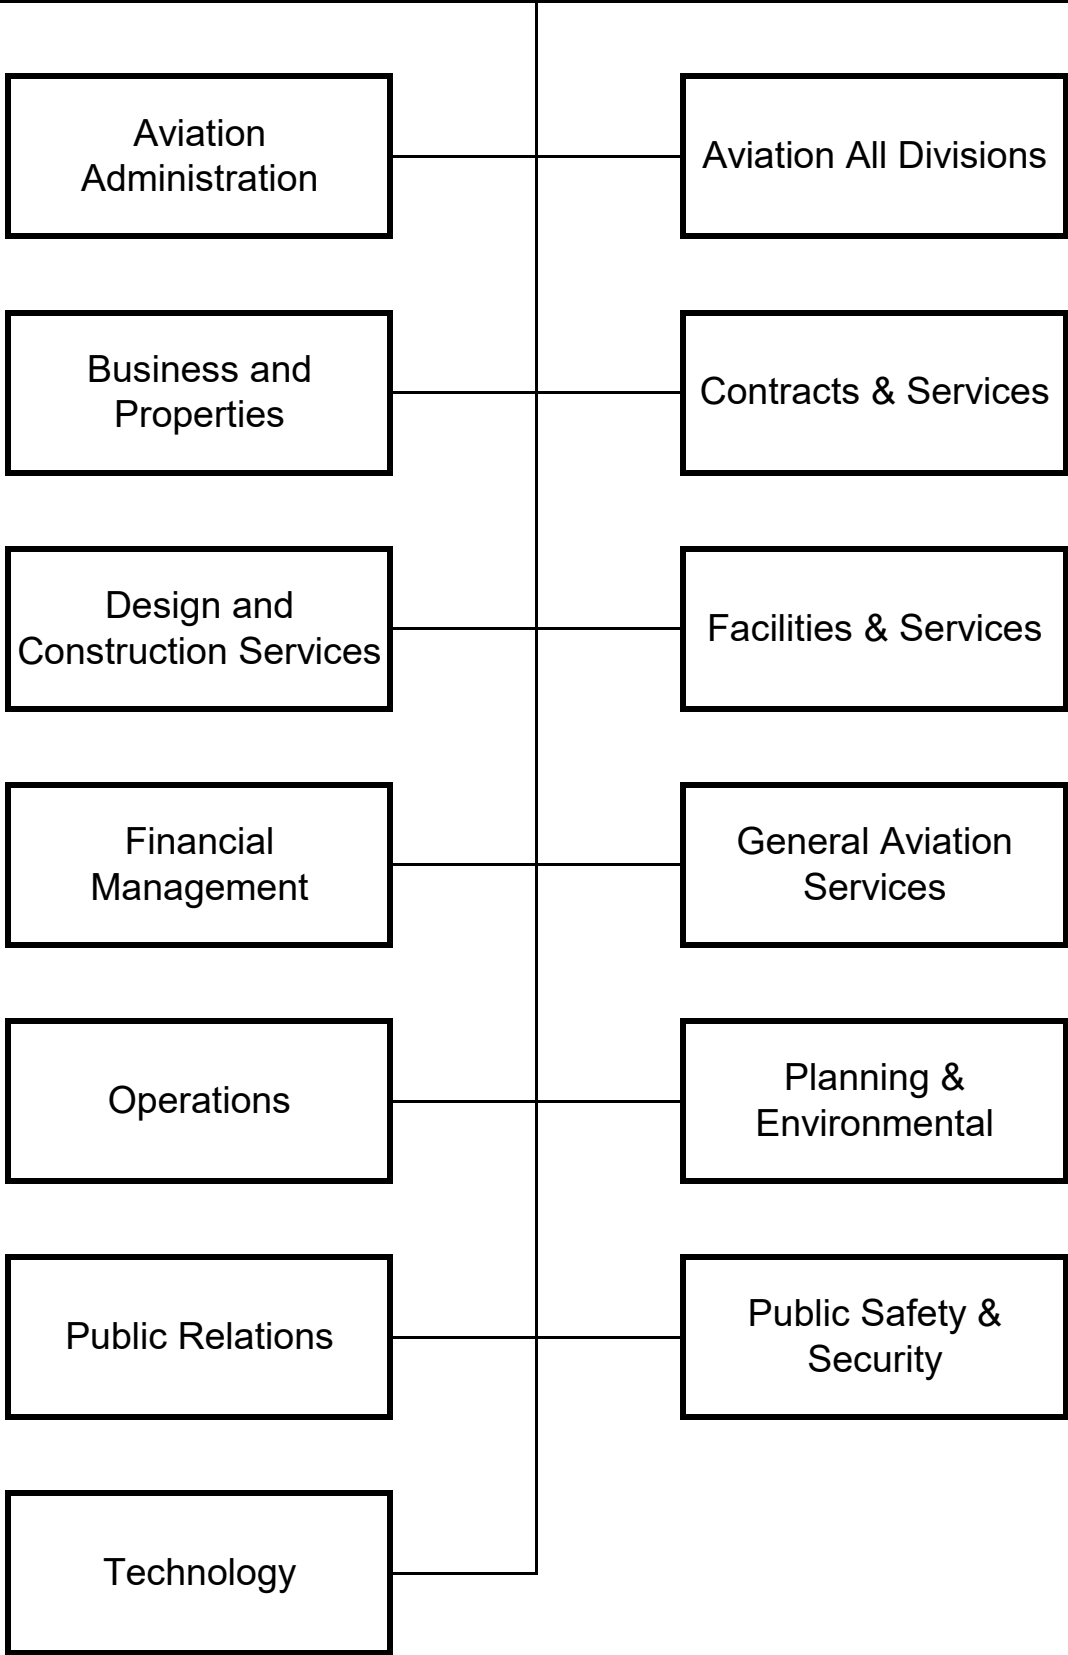 Aviation
Administration
Aviation All Divisions
Business and
Properties
Contracts & Services
Design and
Construction Services
Facilities & Services
Financial
Management
General Aviation
Services
Operations
Planning &
Environmental
Public Relations
Public Safety &
Security
Technology